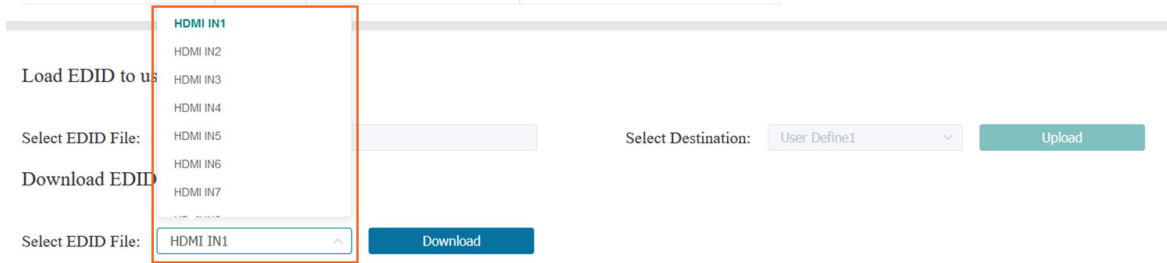 HDMI IN1
HDMI IN2
Load EDID to us
HDMI IN3
HDMI IN4
Select EDID File:
HDMI IN5
Select Destination:
User Define1
Upload
HDMI IN6
Download EDID
HDMI IN7
Select EDID File:
HDMI IN1
Download